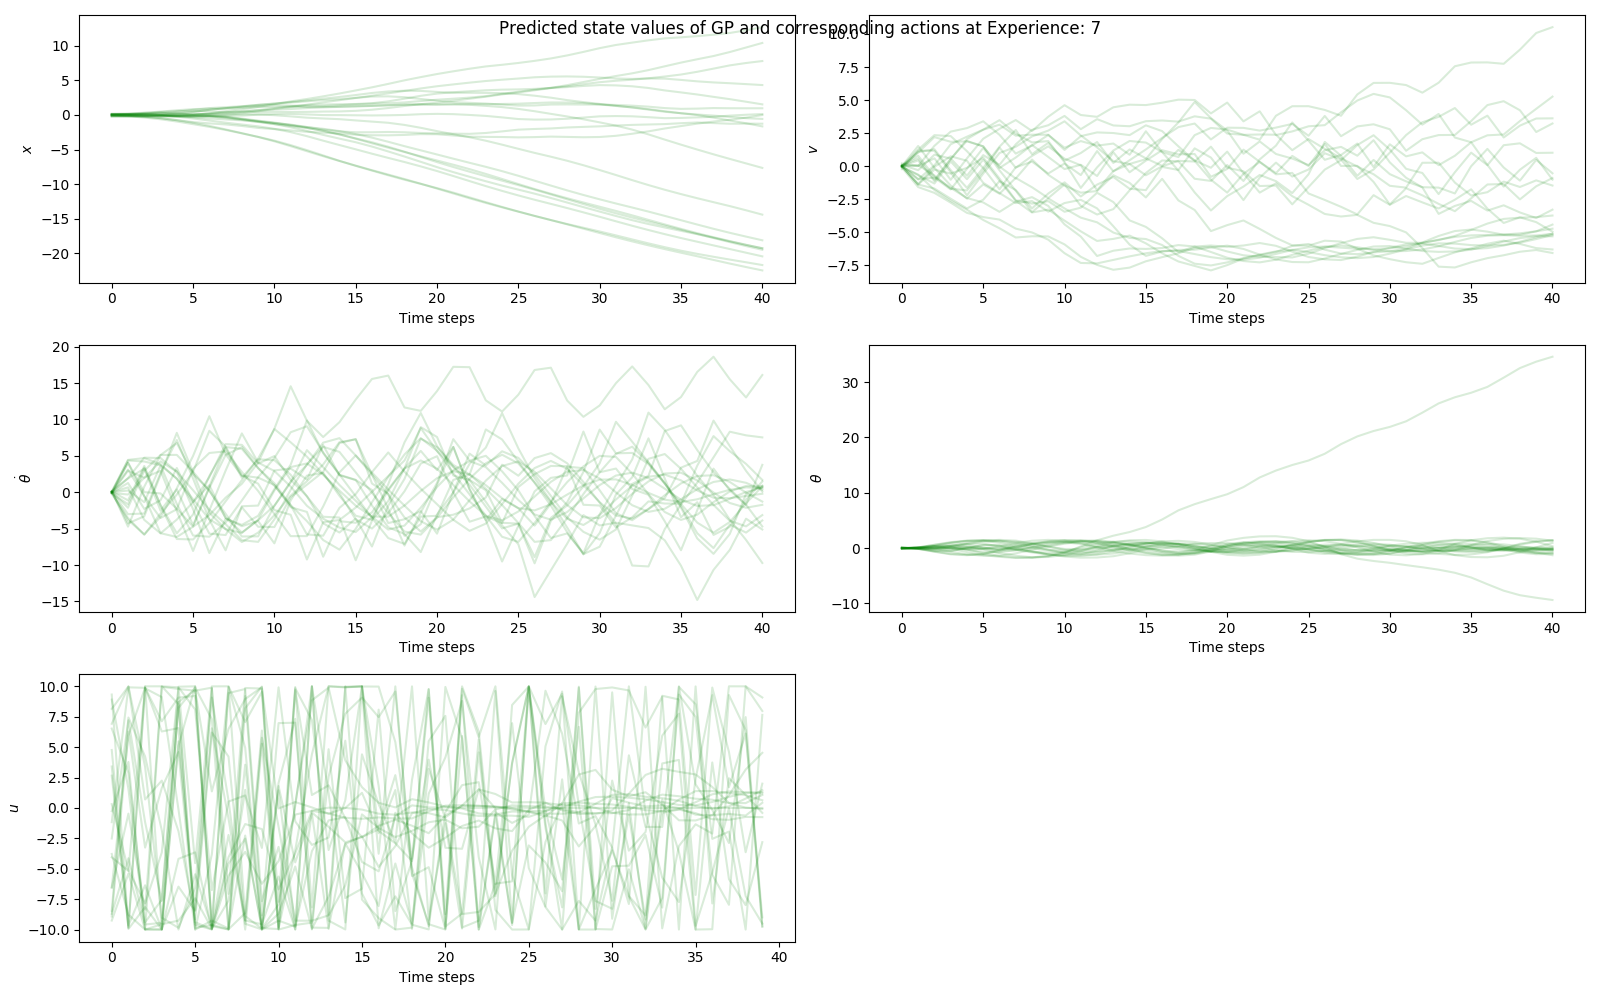 Predicted state values of GP and corresponding actions at Experience: 7
10
5
0
−5
−10
−15
−20
x
0 5 10 15 20 25 30 35 40
Time steps
10.0
7.5
5.0
2.5
0.0
−2.5
−5.0
−7.5
v
0 5 10 15 20 25 30 35 40
Time steps
20
15
10
5
0
−5
−10
−15
θ̇
0 5 10 15 20 25 30 35 40
Time steps
30
20
10
0
−10
θ
0 5 10 15 20 25 30 35 40
Time steps
10.0
7.5
5.0
2.5
0.0
−2.5
−5.0
−7.5
−10.0
u
0 5 10 15 20 25 30 35 40
Time steps